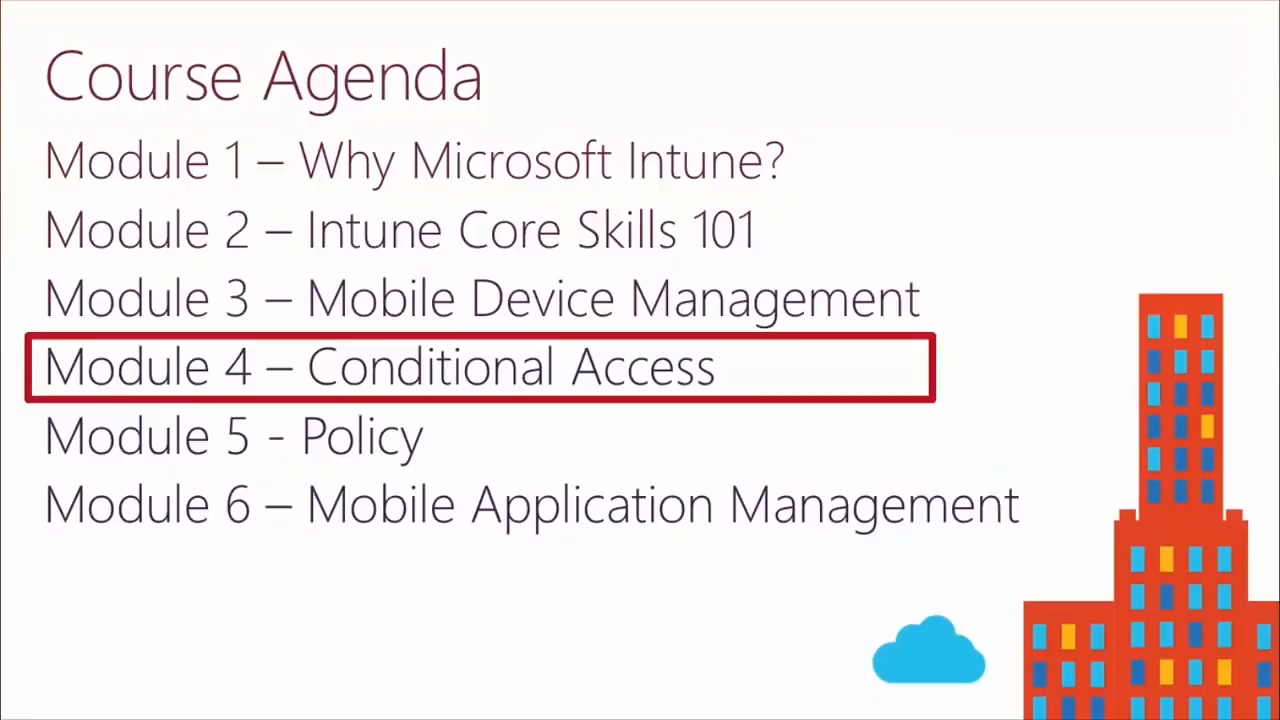 Course Agenda
Module 1 – Why Microsoft Intune?
Module 2 – Intune Core Skills 101
Module 3 – Mobile Device Management
Module 4 – Conditional Access
Module 5 - Policy
Module 6 – Mobile Application Management